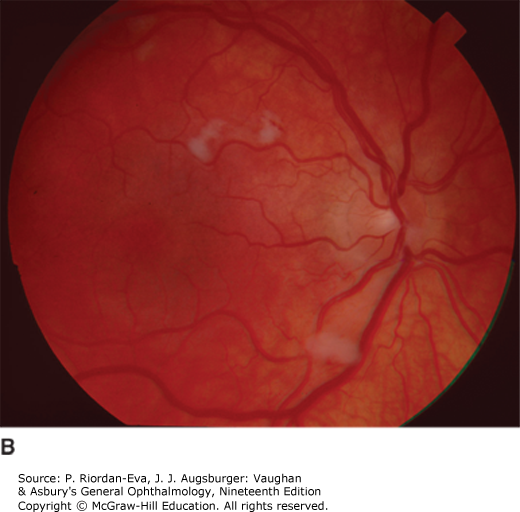 B
Source: P. Riordan-Eva, J. J. Augsburger: Vaughan
& Asbury's General Ophthalmology, Nineteenth Edition
Copyright © McGraw-Hill Education. All rights reserved.